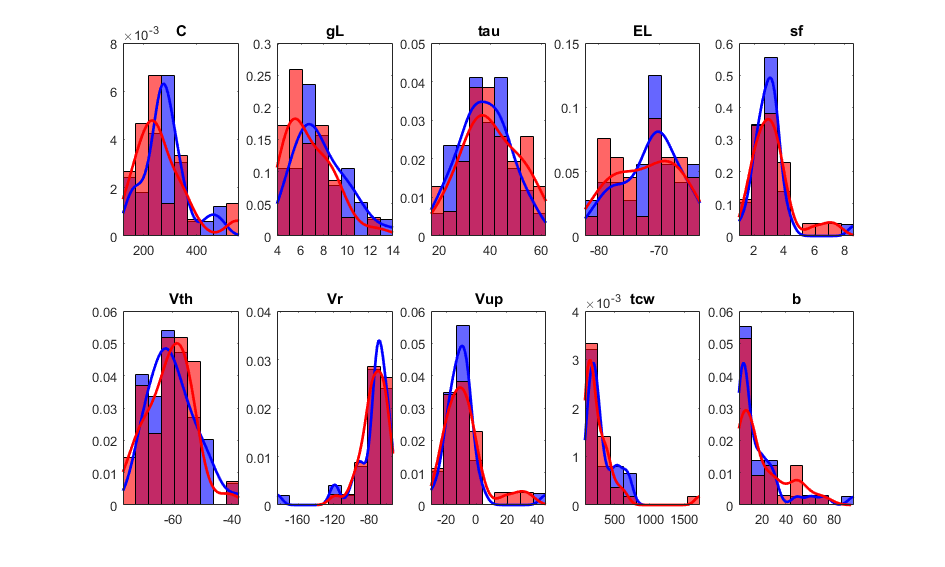 C gL tau EL sf
×10⁻³
8 0.3 0.05 0.15 0.6
0.25 0.5
6 0.04
0.2 0.1 0.4
0.03
4 0.15 0.3
0.02
0.1 0.05 0.2
2
0.05 0.01 0.1
0 0 0 0 0
200 400 4 6 8 10 12 14 20 40 60 -80 -70 2 4 6 8
Vth Vr Vup tcw b
×10⁻³
0.06 0.04 0.06 4 0.06
0.05 0.05 0.05
0.03 3
0.04 0.04 0.04
0.03 0.02 0.03 2 0.03
0.02 0.02 0.02
0.01 1
0.01 0.01 0.01
0 0 0 0 0
-60 -40 -160 -120 -80 -20 0 20 40 500 1000 1500 20 40 60 80